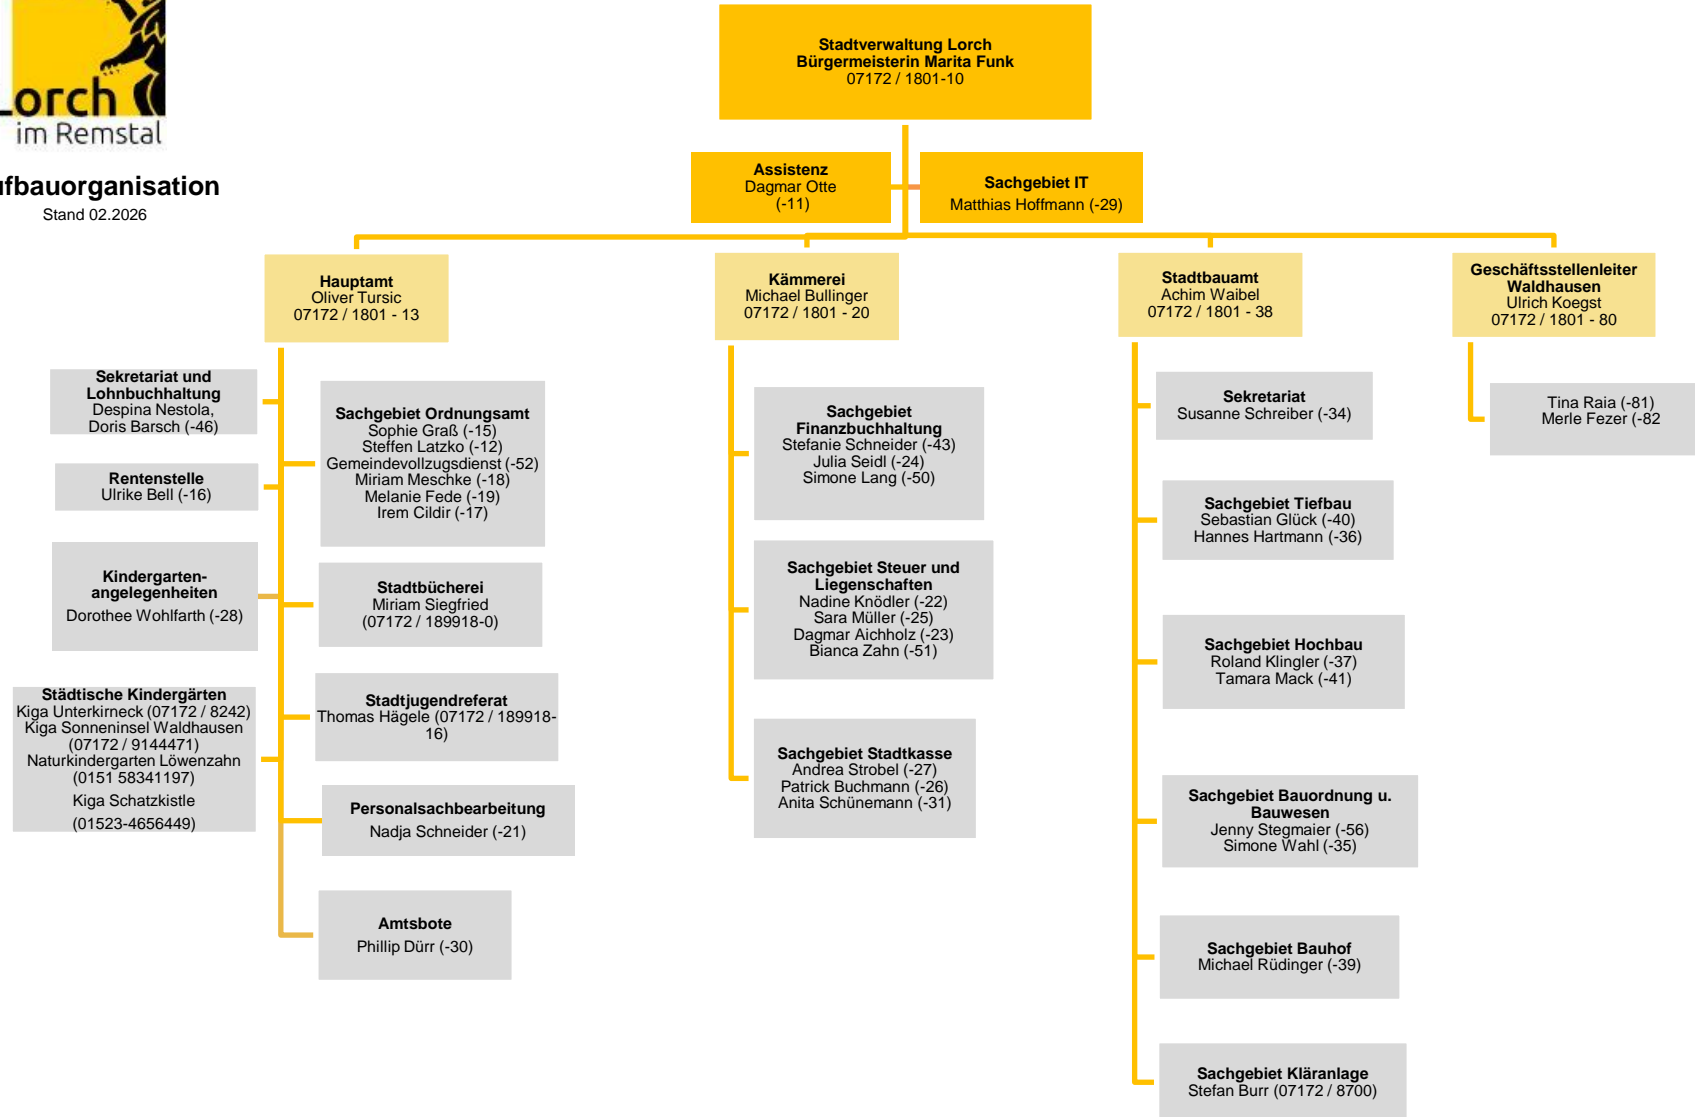 Lorch
im Remstal
ufbauorganisation
Stand 02.2026
Stadtverwaltung Lorch
Bürgermeisterin Marita Funk
07172 / 1801-10
Assistenz
Dagmar Otte
(-11)
Sachgebiet IT
Matthias Hoffmann (-29)
Hauptamt
Oliver Tursic
07172 / 1801 - 13
Kämmerei
Michael Bullinger
07172 / 1801 - 20
Stadtbauamt
Achim Waibel
07172 / 1801 - 38
Geschäftsstellenleiter
Waldhausen
Ulrich Koegst
07172 / 1801 - 80
Sekretariat und
Lohnbuchhaltung
Despina Nestola,
Doris Barsch (-46)
Rentenstelle
Ulrike Bell (-16)
Kindergarten-
angelegenheiten
Dorothee Wohlfarth (-28)
Städtische Kindergärten
Kiga Unterkirneck (07172 / 8242)
Kiga Sonneninsel Waldhausen
(07172 / 9144471)
Naturkindergarten Löwenzahn
(0151 58341197)
Kiga Schatzkistle
(01523-4656449)
Sachgebiet Ordnungsamt
Sophie Graß (-15)
Steffen Latzko (-12)
Gemeindevollzugsdienst (-52)
Miriam Meschke (-18)
Melanie Fede (-19)
Irem Cildir (-17)
Stadtbücherei
Miriam Siegfried
(07172 / 189918-0)
Stadtjugendreferat
Thomas Hägele (07172 / 189918-
16)
Personalsachbearbeitung
Nadja Schneider (-21)
Amtsbote
Phillip Dürr (-30)
Sachgebiet
Finanzbuchhaltung
Stefanie Schneider (-43)
Julia Seidl (-24)
Simone Lang (-50)
Sachgebiet Steuer und
Liegenschaften
Nadine Knödler (-22)
Sara Müller (-25)
Dagmar Aichholz (-23)
Bianca Zahn (-51)
Sachgebiet Stadtkasse
Andrea Strobel (-27)
Patrick Buchmann (-26)
Anita Schünemann (-31)
Sekretariat
Susanne Schreiber (-34)
Sachgebiet Tiefbau
Sebastian Glück (-40)
Hannes Hartmann (-36)
Sachgebiet Hochbau
Roland Klingler (-37)
Tamara Mack (-41)
Sachgebiet Bauordnung u.
Bauwesen
Jenny Stegmaier (-56)
Simone Wahl (-35)
Sachgebiet Bauhof
Michael Rüdinger (-39)
Sachgebiet Kläranlage
Stefan Burr (07172 / 8700)
Tina Raia (-81)
Merle Fezer (-82